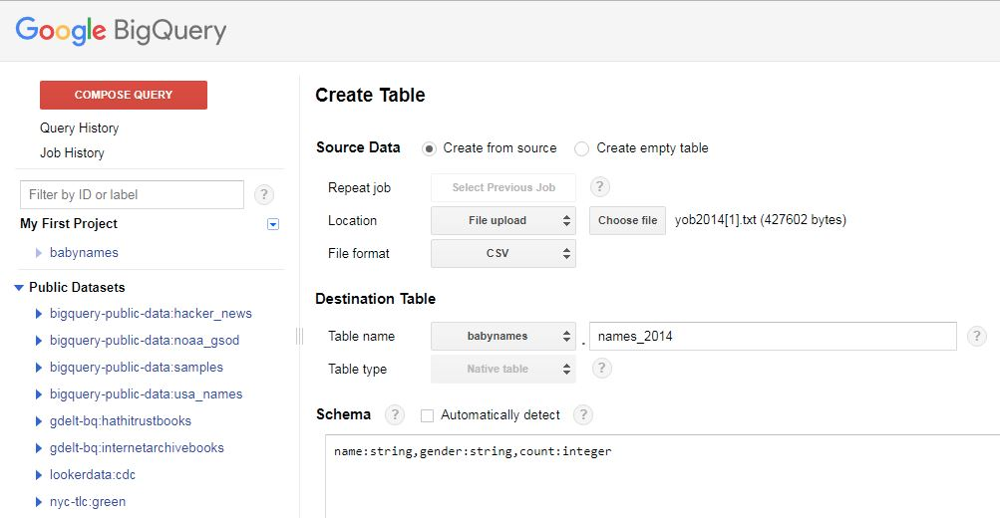 Google BigQuery
COMPOSE QUERY
Query History
Job History
Filter by ID or label ?
My First Project
babynames
Public Datasets
bigquery-public-data:hacker_news
bigquery-public-data:noaa_gsod
bigquery-public-data:samples
bigquery-public-data:usa_names
gdelt-bq:hathitrustbooks
gdelt-bq:internetarchivebooks
lookerdata:cdc
nyc-tlc:green
Create Table
Source Data Create from source Create empty table
Repeat job Select Previous Job ?
Location File upload Choose file yob2014[1].txt (427602 bytes)
File format CSV
Destination Table
Table name babynames . names_2014 ?
Table type Native table ?
Schema ? Automatically detect ?
name:string,gender:string,count:integer